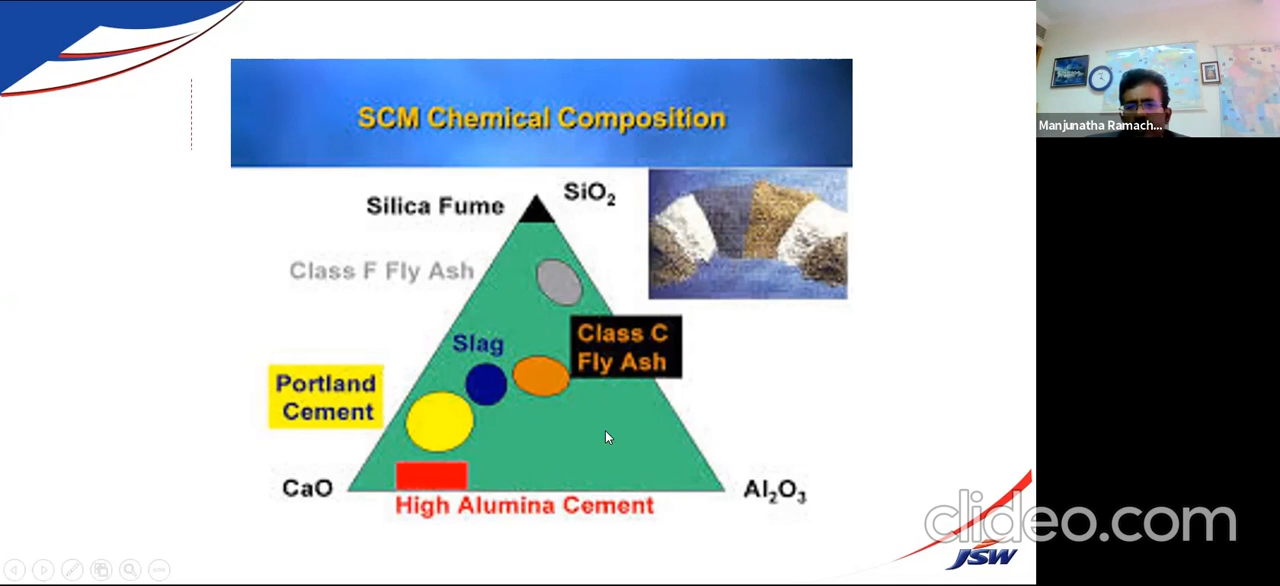 SCM Chemical Composition
Silica Fume
SiO₂
Class F Fly Ash
Slag
Class C
Fly Ash
Portland
Cement
CaO
Al₂O₃
High Alumina Cement
Manjunatha Ramach...
clideo.com
JSW